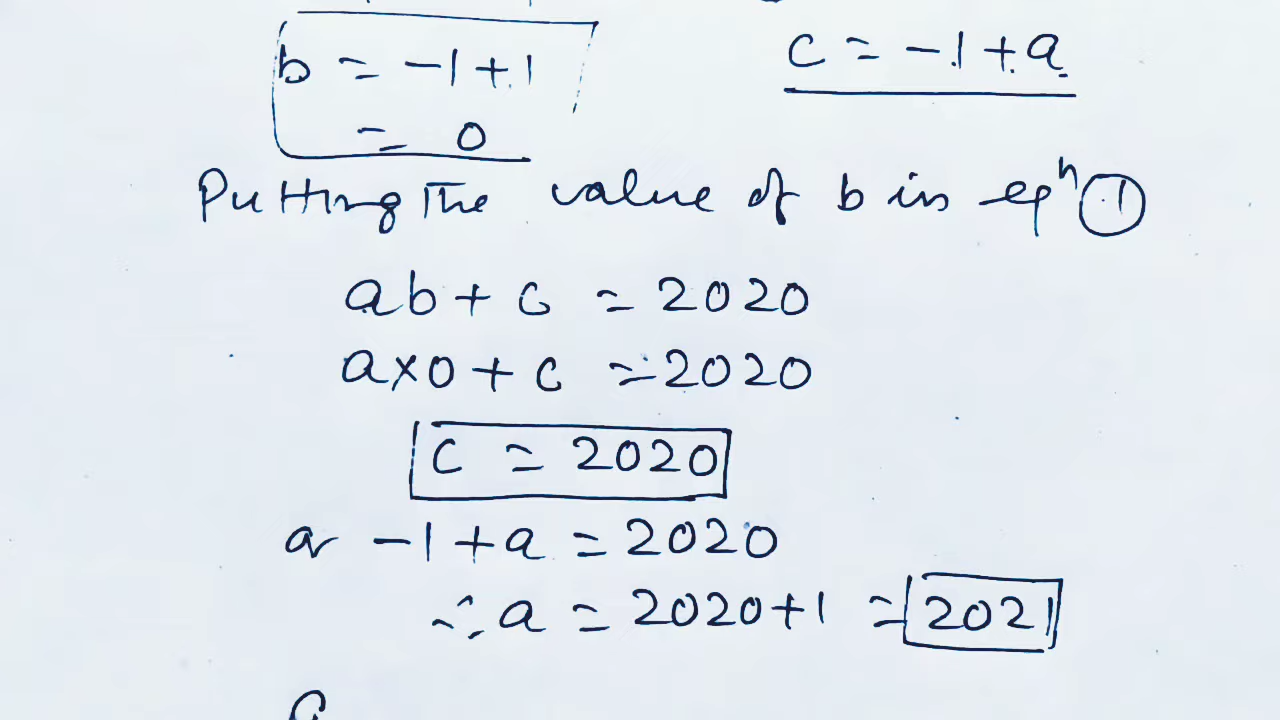 b = -1+1
c = -1+a
= 0
Putting The value of b in eqⁿ ①
ab + c = 2020
a×0 + c = 2020
c = 2020
or -1+a = 2020
∴ a = 2020+1 = 2021